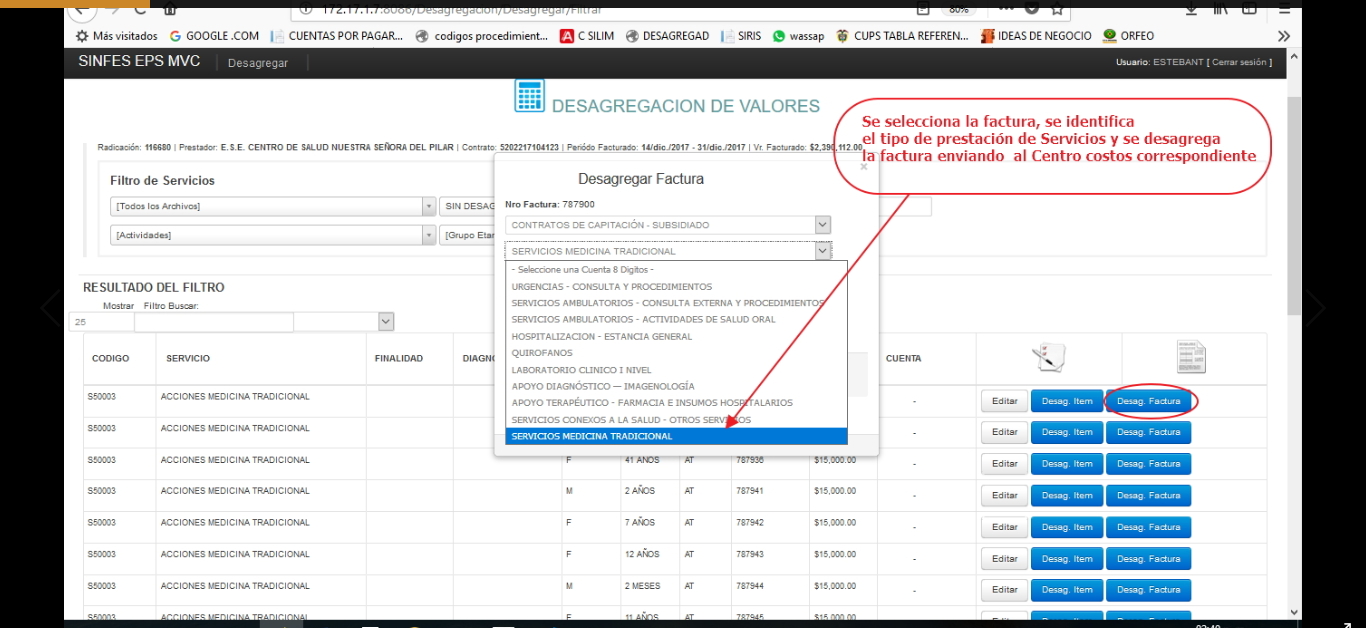 172.17.1.7:8086/Desagregacion/Desagregar/Filtrar 80%
Más visitados GOOGLE .COM CUENTAS POR PAGAR... codigos procedimient... C SILIM DESAGREGAD SIRIS wassap CUPS TABLA REFEREN... IDEAS DE NEGOCIO ORFEO
SINFES EPS MVC Desagregar Usuario: ESTEBANT [ Cerrar sesión ]
DESAGREGACION DE VALORES
Se selecciona la factura, se identifica
el tipo de prestación de Servicios y se desagrega
la factura enviando al Centro costos correspondiente
Radicación: 116680 | Prestador: E.S.E. CENTRO DE SALUD NUESTRA SEÑORA DEL PILAR | Contrato: 5202217104123 | Periódo Facturado: 14/dic./2017 - 31/dic./2017 | Vr. Facturado: $2,390,112.00
Filtro de Servicios
[Todos los Archivos] SIN DESAG
[Actividades] [Grupo Etar
Desagregar Factura
×
Nro Factura: 787900
CONTRATOS DE CAPITACIÓN - SUBSIDIADO
SERVICIOS MEDICINA TRADICIONAL
- Seleccione una Cuenta 8 Digitos -
URGENCIAS - CONSULTA Y PROCEDIMIENTOS
SERVICIOS AMBULATORIOS - CONSULTA EXTERNA Y PROCEDIMIENTOS
SERVICIOS AMBULATORIOS - ACTIVIDADES DE SALUD ORAL
HOSPITALIZACION - ESTANCIA GENERAL
QUIROFANOS
LABORATORIO CLINICO I NIVEL
APOYO DIAGNÓSTICO — IMAGENOLOGÍA
APOYO TERAPÉUTICO - FARMACIA E INSUMOS HOSPITALARIOS
SERVICIOS CONEXOS A LA SALUD - OTROS SERVICIOS
SERVICIOS MEDICINA TRADICIONAL
RESULTADO DEL FILTRO
Mostrar Filtro Buscar:
25
CODIGO SERVICIO FINALIDAD DIAGN CUENTA
S50003 ACCIONES MEDICINA TRADICIONAL - Editar Desag. Item Desag. Factura
S50003 ACCIONES MEDICINA TRADICIONAL - Editar Desag. Item Desag. Factura
S50003 ACCIONES MEDICINA TRADICIONAL F 41 AÑOS AT 787936 $15,000.00 - Editar Desag. Item Desag. Factura
S50003 ACCIONES MEDICINA TRADICIONAL M 2 AÑOS AT 787941 $15,000.00 - Editar Desag. Item Desag. Factura
S50003 ACCIONES MEDICINA TRADICIONAL F 7 AÑOS AT 787942 $15,000.00 - Editar Desag. Item Desag. Factura
S50003 ACCIONES MEDICINA TRADICIONAL F 12 AÑOS AT 787943 $15,000.00 - Editar Desag. Item Desag. Factura
S50003 ACCIONES MEDICINA TRADICIONAL M 2 MESES AT 787944 $15,000.00 - Editar Desag. Item Desag. Factura
S50003 ACCIONES MEDICINA TRADICIONAL F 11 AÑOS AT 787945 $15,000.00 Editar Desag. Item Desag. Factura